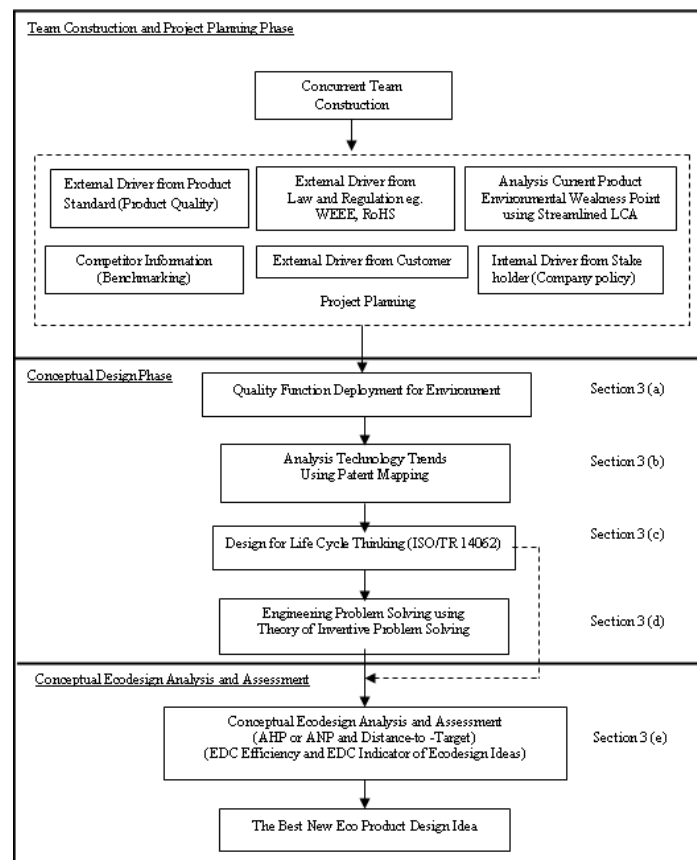 Team Construction and Project Planning Phase
Concurrent Team
Construction
External Driver from Product
Standard (Product Quality)
External Driver from
Law and Regulation eg.
WEEE, RoHS
Analysis Current Product
Environmental Weakness Point
using Streamlined LCA
Competitor Information
(Benchmarking)
External Driver from Customer
Internal Driver from Stake
holder (Company policy)
Project Planning
Conceptual Design Phase
Quality Function Deployment for Environment
Section 3 (a)
Analysis Technology Trends
Using Patent Mapping
Section 3 (b)
Design for Life Cycle Thinking (ISO/TR 14062)
Section 3 (c)
Engineering Problem Solving using
Theory of Inventive Problem Solving
Section 3 (d)
Conceptual Ecodesign Analysis and Assessment
Conceptual Ecodesign Analysis and Assessment
(AHP or ANP and Distance-to -Target)
(EDC Efficiency and EDC Indicator of Ecodesign Ideas)
Section 3 (e)
The Best New Eco Product Design Idea